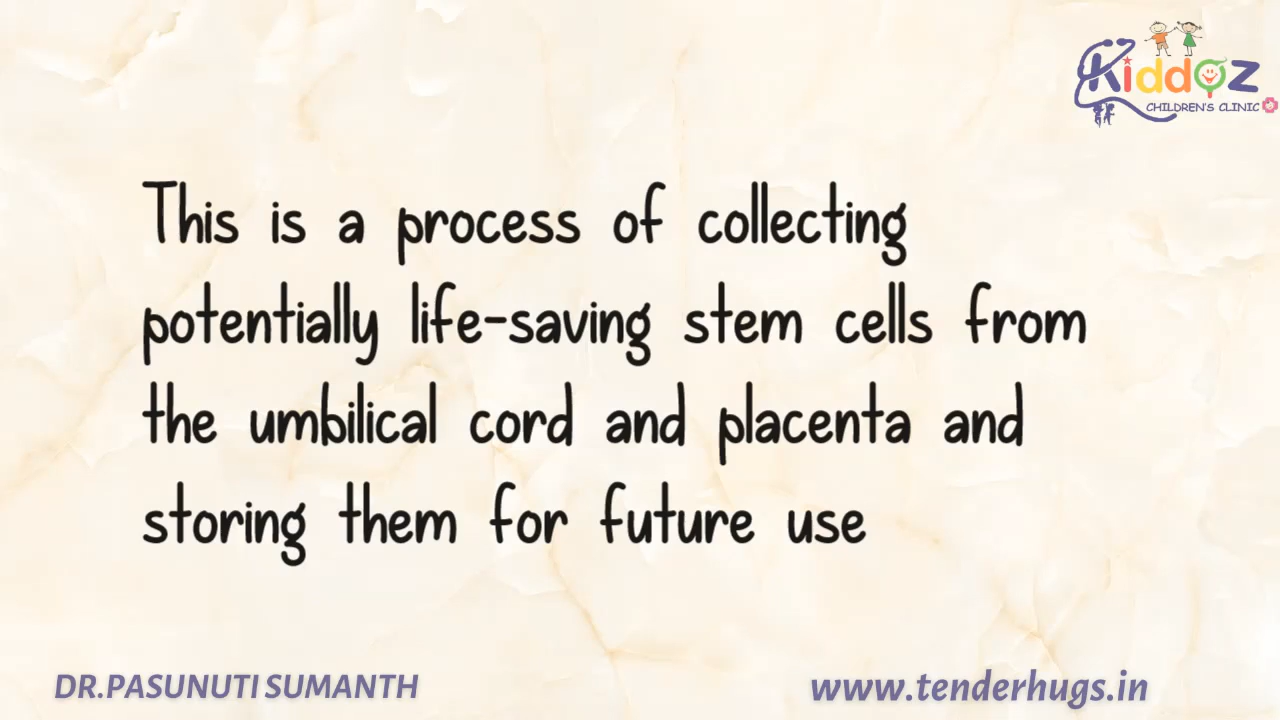 Kiddoz
CHILDREN'S CLINIC
This is a process of collecting
potentially life-saving stem cells from
the umbilical cord and placenta and
storing them for future use
DR.PASUNUTI SUMANTH
www.tenderhugs.in